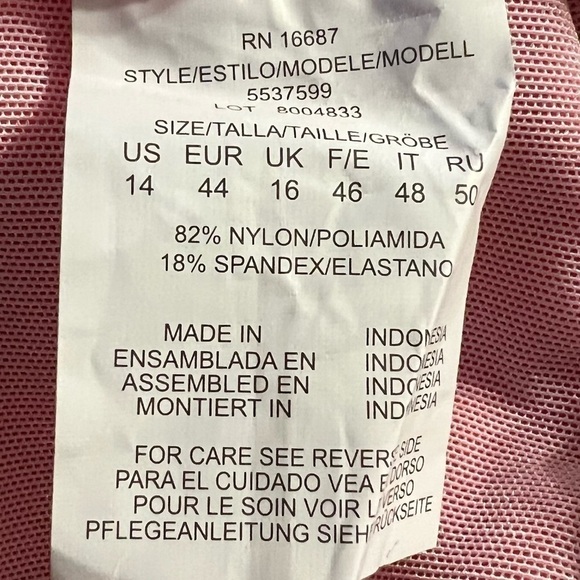 RN 16687
STYLE/ESTILO/MODELE/MODELL
5537599
LOT 8004833
SIZE/TALLA/TAILLE/GRÖBE
US EUR UK F/E IT RU
14 44 16 46 48 50
82% NYLON/POLIAMIDA
18% SPANDEX/ELASTANO
MADE IN INDONESIA
ENSAMBLADA EN INDONESIA
ASSEMBLED EN INDONESIA
MONTIERT IN INDONESIA
FOR CARE SEE REVERSE SIDE
PARA EL CUIDADO VEA EL DORSO
POUR LE SOIN VOIR L'AVERSO
PFLEGEANLEITUNG SIEH RÜCKSEITE